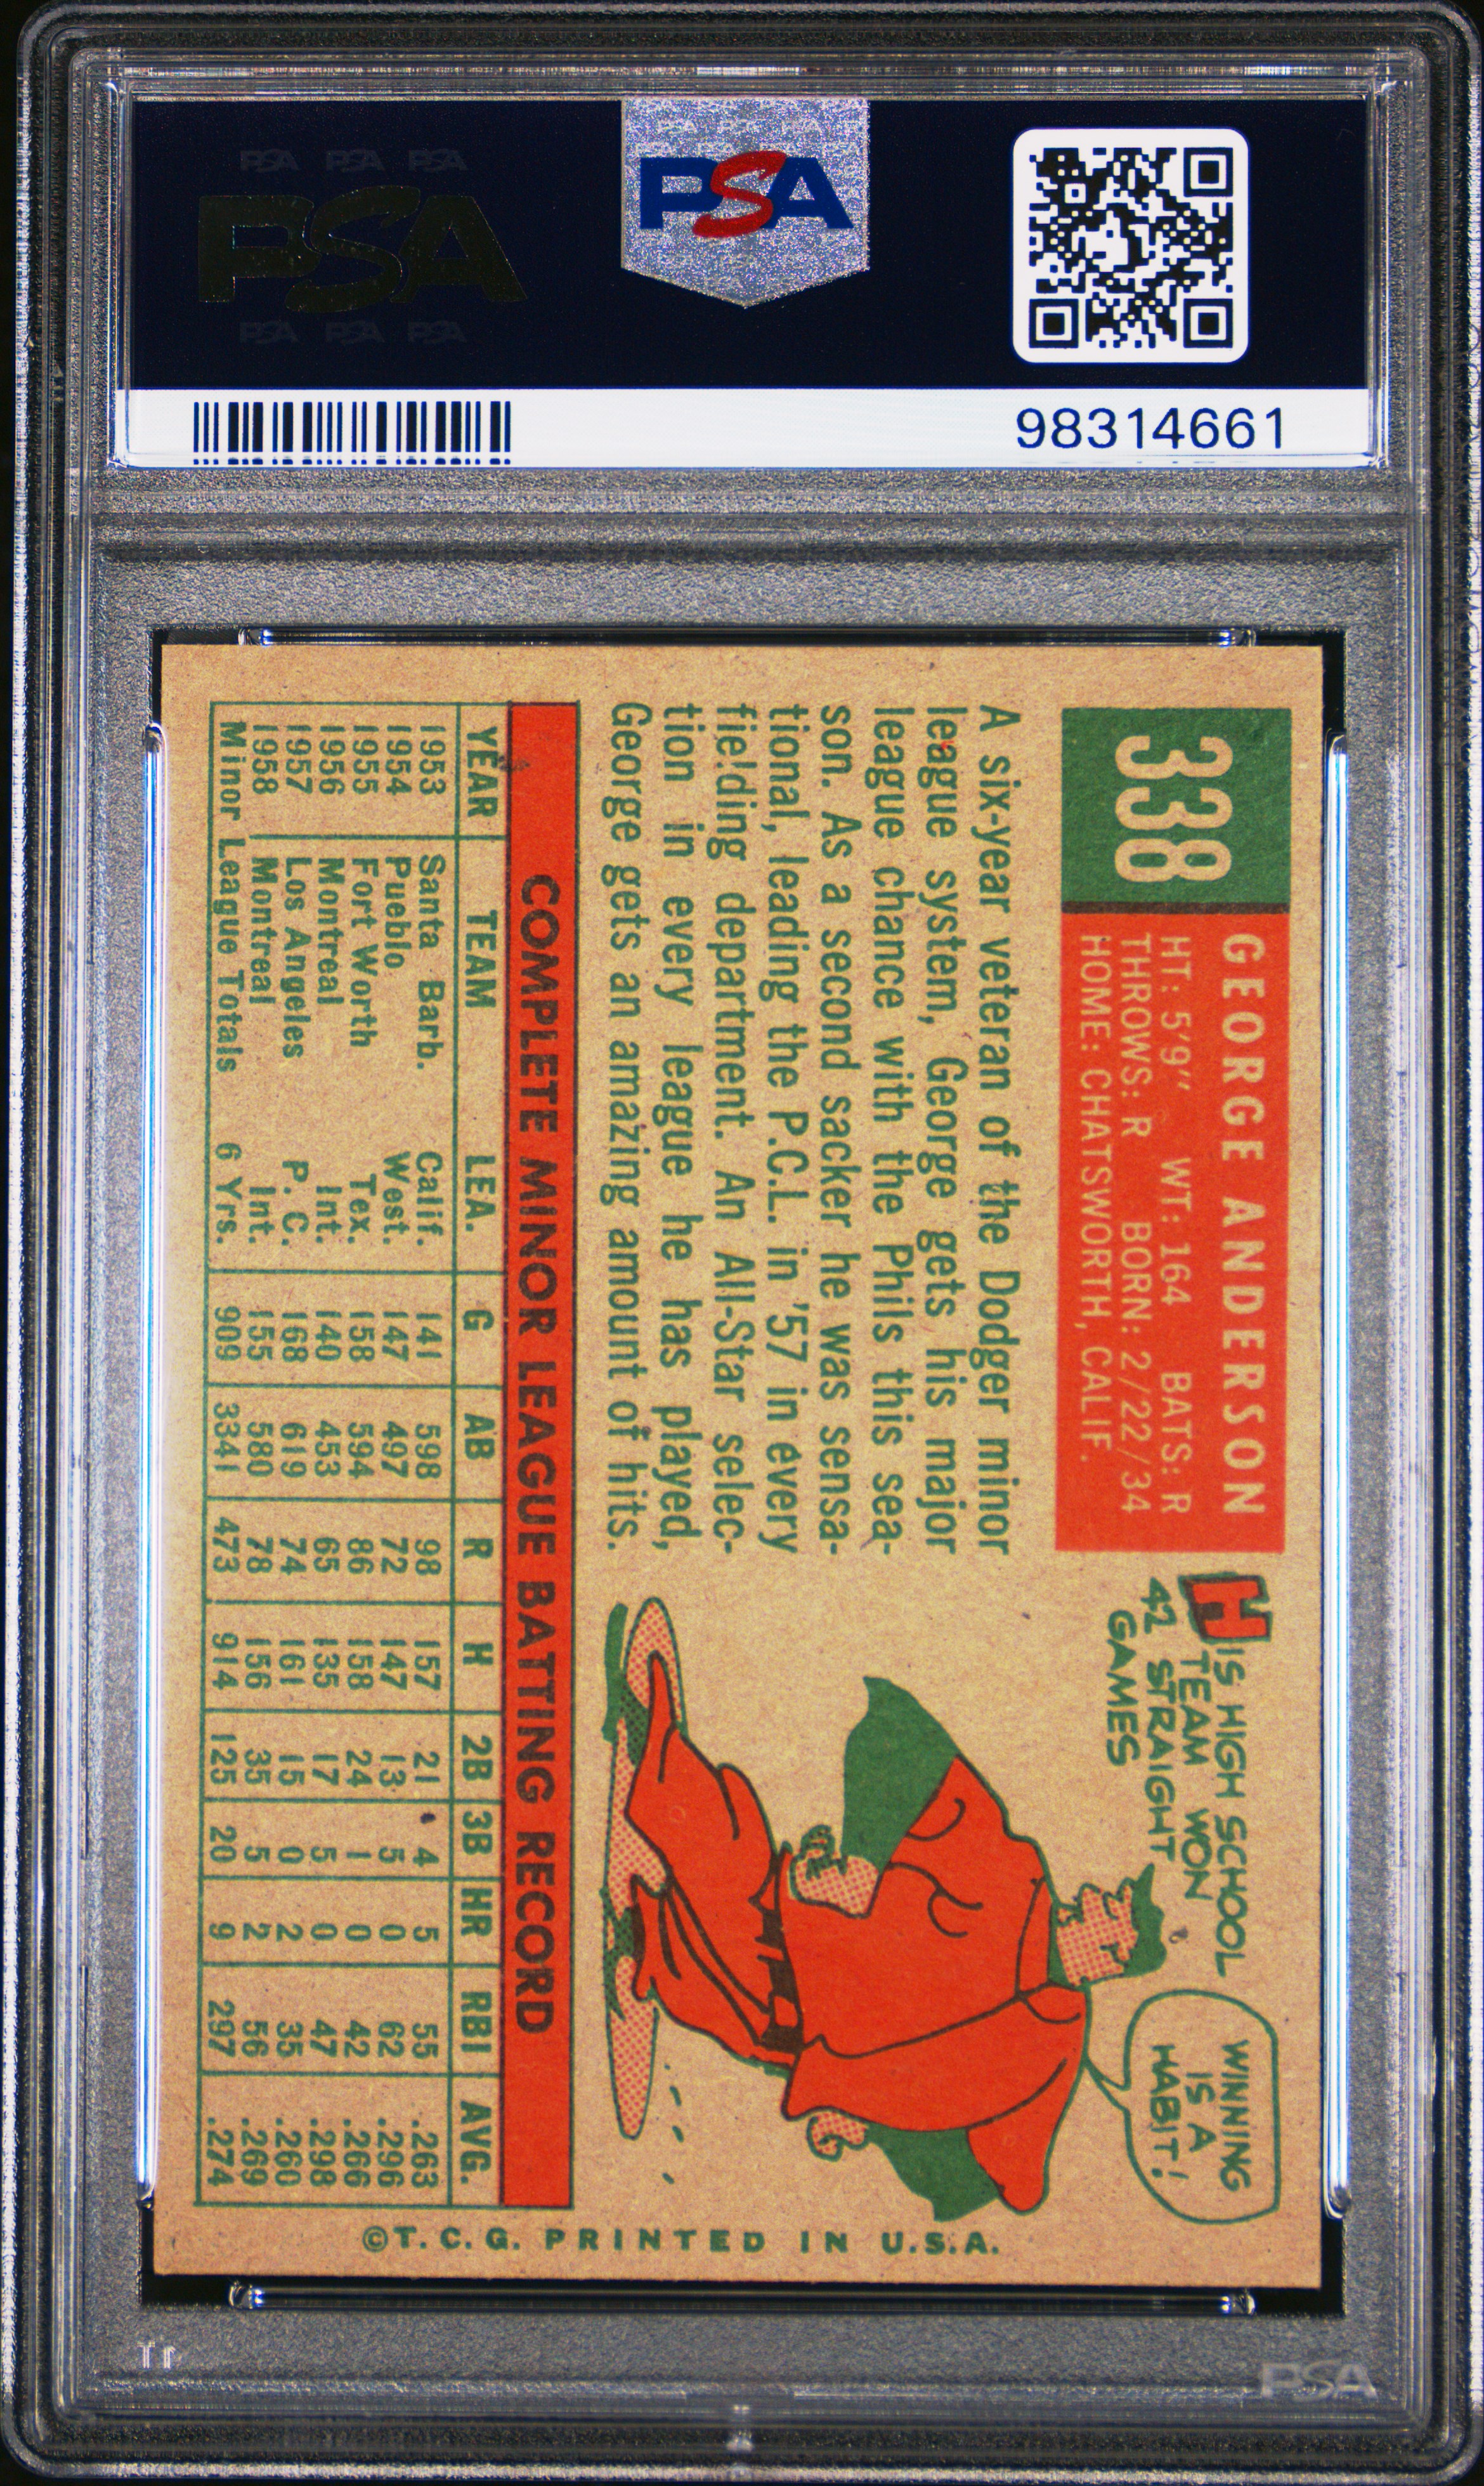 PSA PSA PSA
PSA
PSA PSA PSA
PSA
98314661
338
GEORGE ANDERSON
HT: 5'9" WT: 164 BATS: R
THROWS: R BORN: 2/22/34
HOME: CHATSWORTH, CALIF.
A six-year veteran of the Dodger minor
league system, George gets his major
league chance with the Phils this sea-
son. As a second sacker he was sensa-
tional, leading the P.C.L. in '57 in every
fielding department. An All-Star selec-
tion in every league he has played,
George gets an amazing amount of hits.
HIS HIGH SCHOOL
TEAM WON
42 STRAIGHT
GAMES
WINNING
IS A
HABIT!
COMPLETE MINOR LEAGUE BATTING RECORD
YEAR TEAM LEA. G AB R H 2B 3B HR RBI AVG.
1953 Santa Barb. Calif. 141 598 98 157 21 4 5 55 .263
1954 Pueblo West. 147 497 72 147 13 5 0 62 .296
1955 Fort Worth Tex. 158 594 86 158 24 1 0 42 .266
1956 Montreal Int. 140 453 65 135 17 5 0 47 .298
1957 Los Angeles P. C. 168 619 74 161 15 0 2 35 .260
1958 Montreal Int. 155 580 78 156 35 5 2 56 .269
Minor League Totals 6 Yrs. 909 3341 473 914 125 20 9 297 .274
©T.C.G. PRINTED IN U.S.A.
PSA